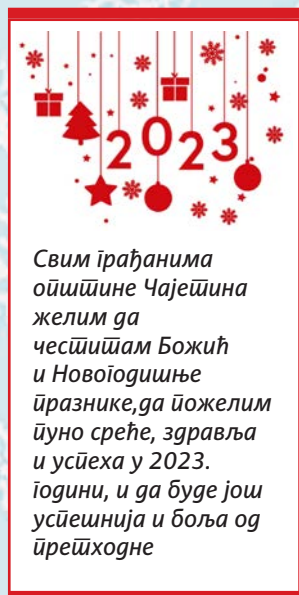 2023
Свим грађанима
општине Чајетина
желим да
честитам Божић
и Новогодишње
празнике,да пожелим
пуно среће, здравља
и успеха у 2023.
години, и да буде још
успешнија и боља од
претходне